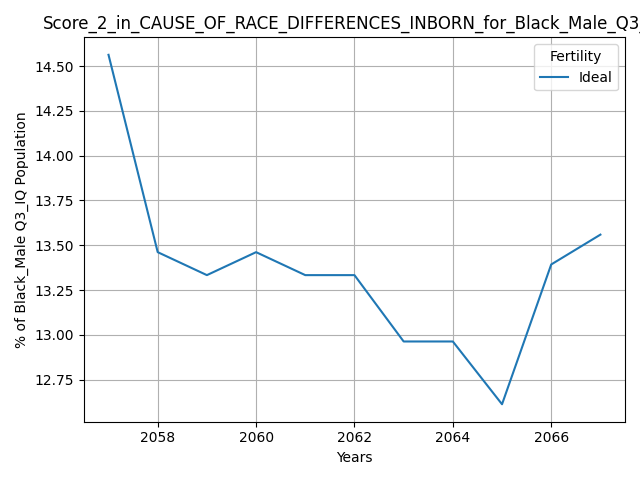 Score_2_in_CAUSE_OF_RACE_DIFFERENCES_INBORN_for_Black_Male_Q3_
Fertility
Ideal
% of Black_Male Q3_IQ Population
14.50
14.25
14.00
13.75
13.50
13.25
13.00
12.75
2058 2060 2062 2064 2066
Years